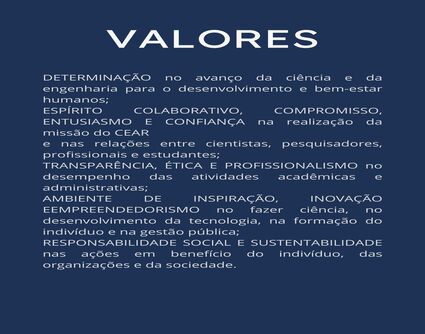 VALORES
DETERMINAÇÃO no avanço da ciência e da
engenharia para o desenvolvimento e bem-estar
humanos;
ESPÍRITO COLABORATIVO, COMPROMISSO,
ENTUSIASMO E CONFIANÇA na realização da
missão do CEAR
e nas relações entre cientistas, pesquisadores,
profissionais e estudantes;
TRANSPARÊNCIA, ÉTICA E PROFISSIONALISMO no
desempenho das atividades acadêmicas e
administrativas;
AMBIENTE DE INSPIRAÇÃO, INOVAÇÃO
EEMPREENDEDORISMO no fazer ciência, no
desenvolvimento da tecnologia, na formação do
indivíduo e na gestão pública;
RESPONSABILIDADE SOCIAL E SUSTENTABILIDADE
nas ações em benefício do indivíduo, das
organizações e da sociedade.